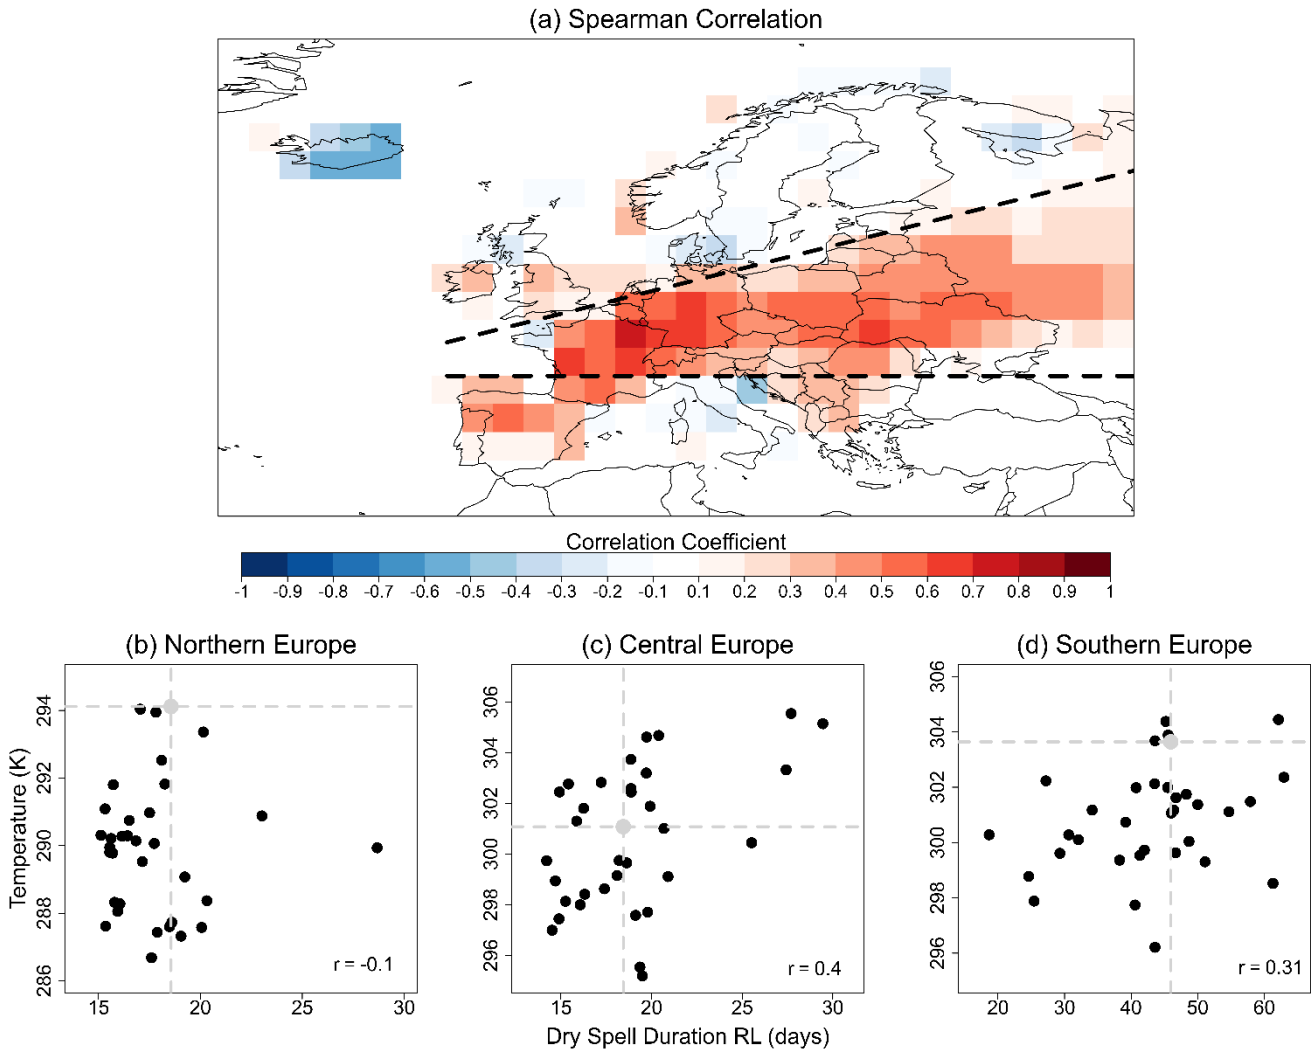 (a) Spearman Correlation
Correlation Coefficient
-1 -0.9 -0.8 -0.7 -0.6 -0.5 -0.4 -0.3 -0.2 -0.1 0.1 0.2 0.3 0.4 0.5 0.6 0.7 0.8 0.9 1
(b) Northern Europe
(c) Central Europe
(d) Southern Europe
Temperature (K)
294
292
290
288
286
15 20 25 30
r = -0.1
306
304
302
300
298
296
15 20 25 30
r = 0.4
306
304
302
300
298
296
20 30 40 50 60
r = 0.31
Dry Spell Duration RL (days)